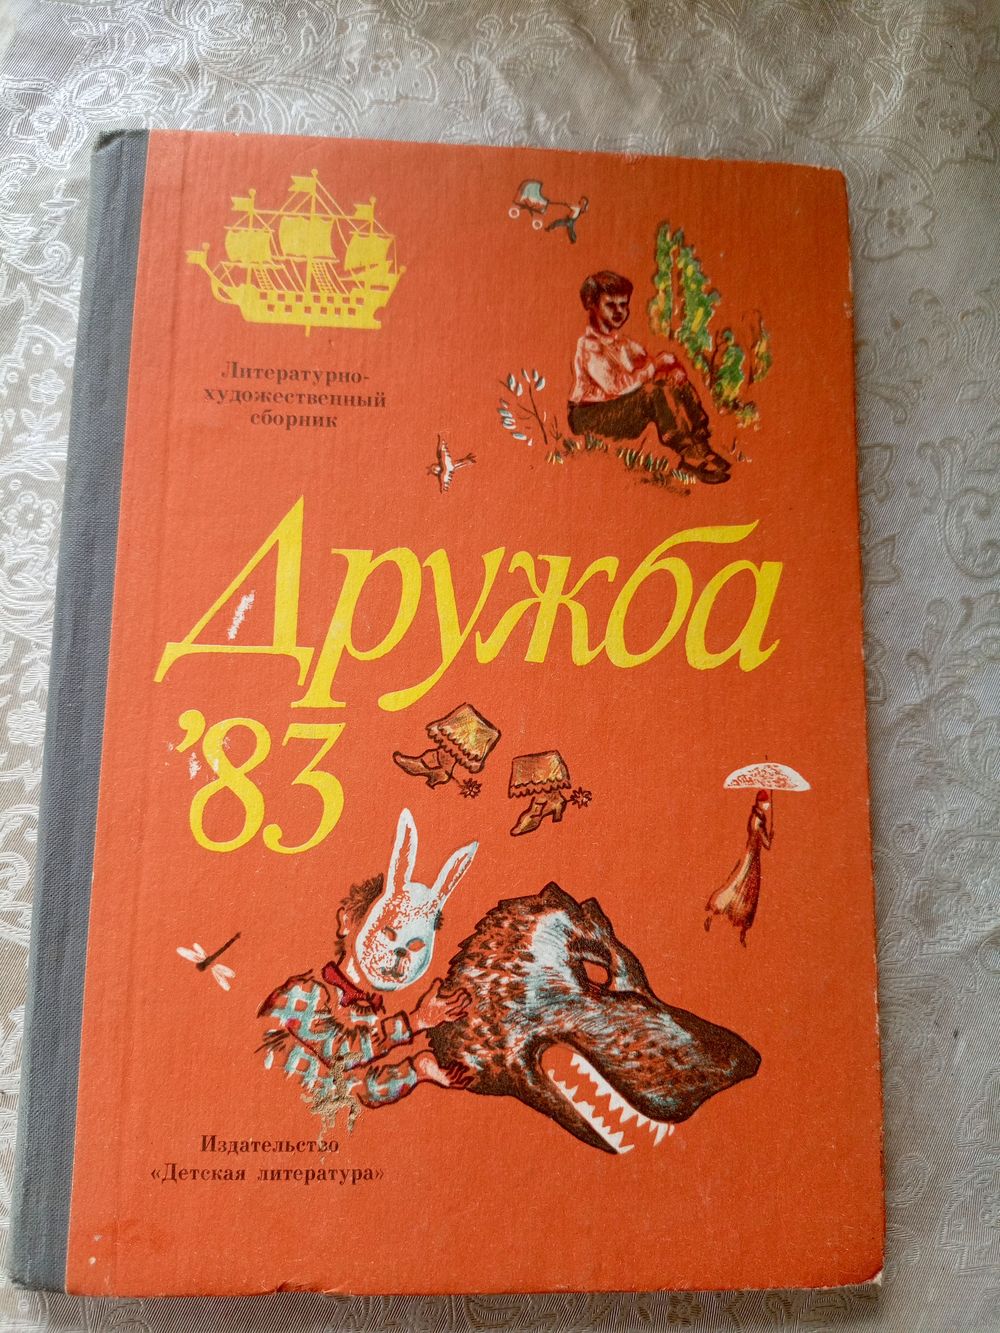 Литературно-
художественный
сборник
Дружба
'83
Издательство
«Детская литература»